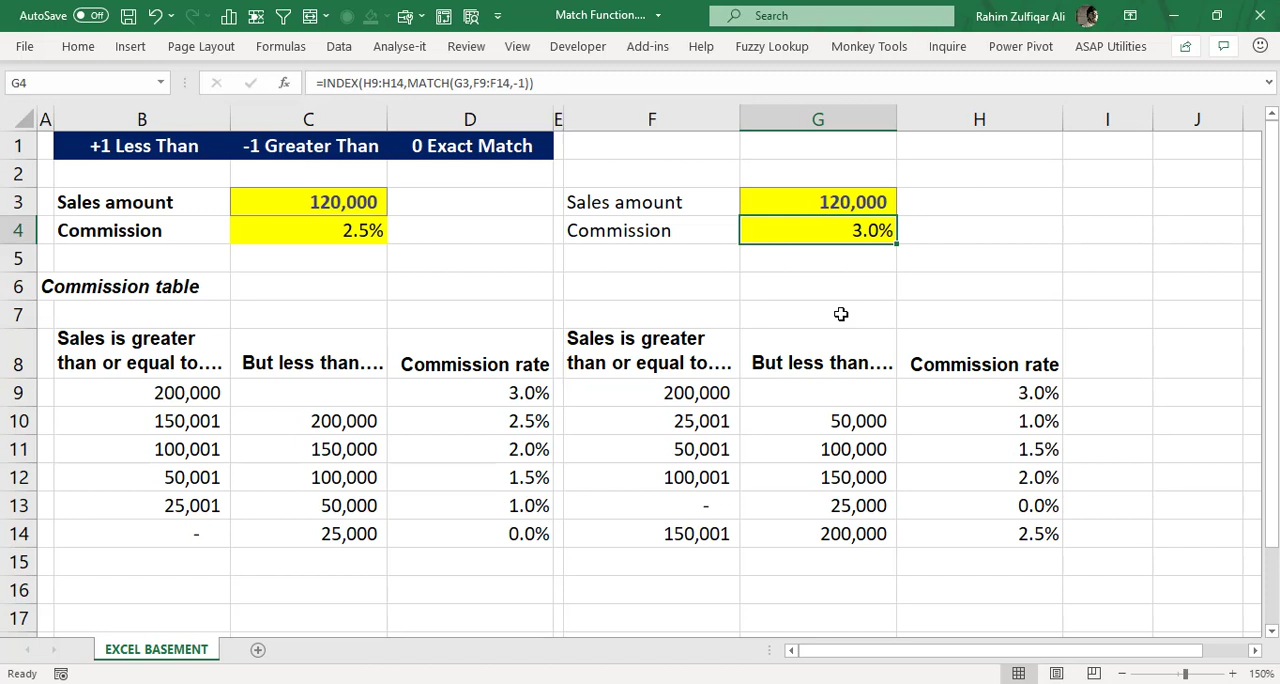 AutoSave Off Match Function.... Search Rahim Zulfiqar Ali
File Home Insert Page Layout Formulas Data Analyse-it Review View Developer Add-ins Help Fuzzy Lookup Monkey Tools Inquire Power Pivot ASAP Utilities
G4 fx =INDEX(H9:H14,MATCH(G3,F9:F14,-1))
A B C D E F G H I J
1 +1 Less Than -1 Greater Than 0 Exact Match
2
3 Sales amount 120,000 Sales amount 120,000
4 Commission 2.5% Commission 3.0%
5
6 Commission table
7
8 Sales is greater than or equal to.... But less than.... Commission rate Sales is greater than or equal to.... But less than.... Commission rate
9 200,000 3.0% 200,000 3.0%
10 150,001 200,000 2.5% 25,001 50,000 1.0%
11 100,001 150,000 2.0% 50,001 100,000 1.5%
12 50,001 100,000 1.5% 100,001 150,000 2.0%
13 25,001 50,000 1.0% - 25,000 0.0%
14 - 25,000 0.0% 150,001 200,000 2.5%
15
16
17
EXCEL BASEMENT
Ready 150%